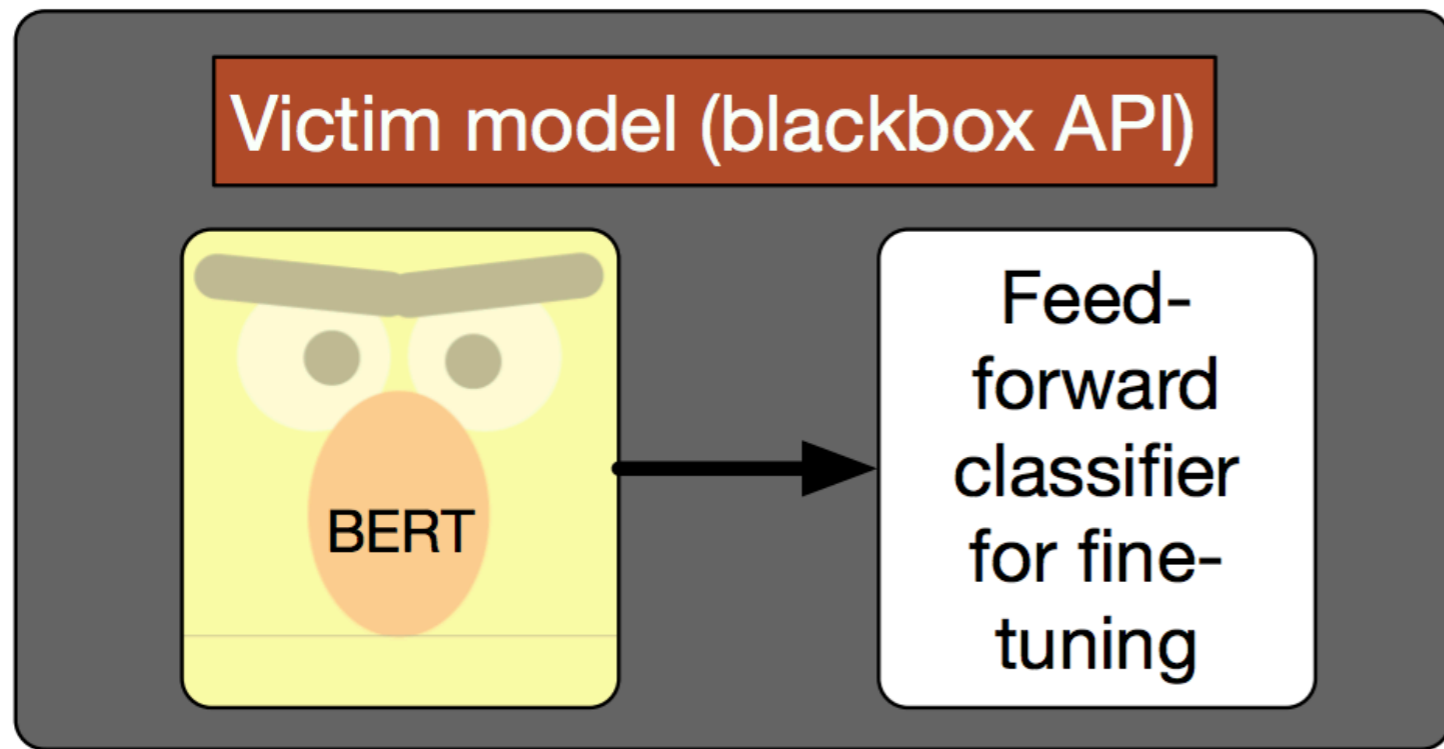 Victim model (blackbox API)
BERT
Feed-
forward
classifier
for fine-
tuning